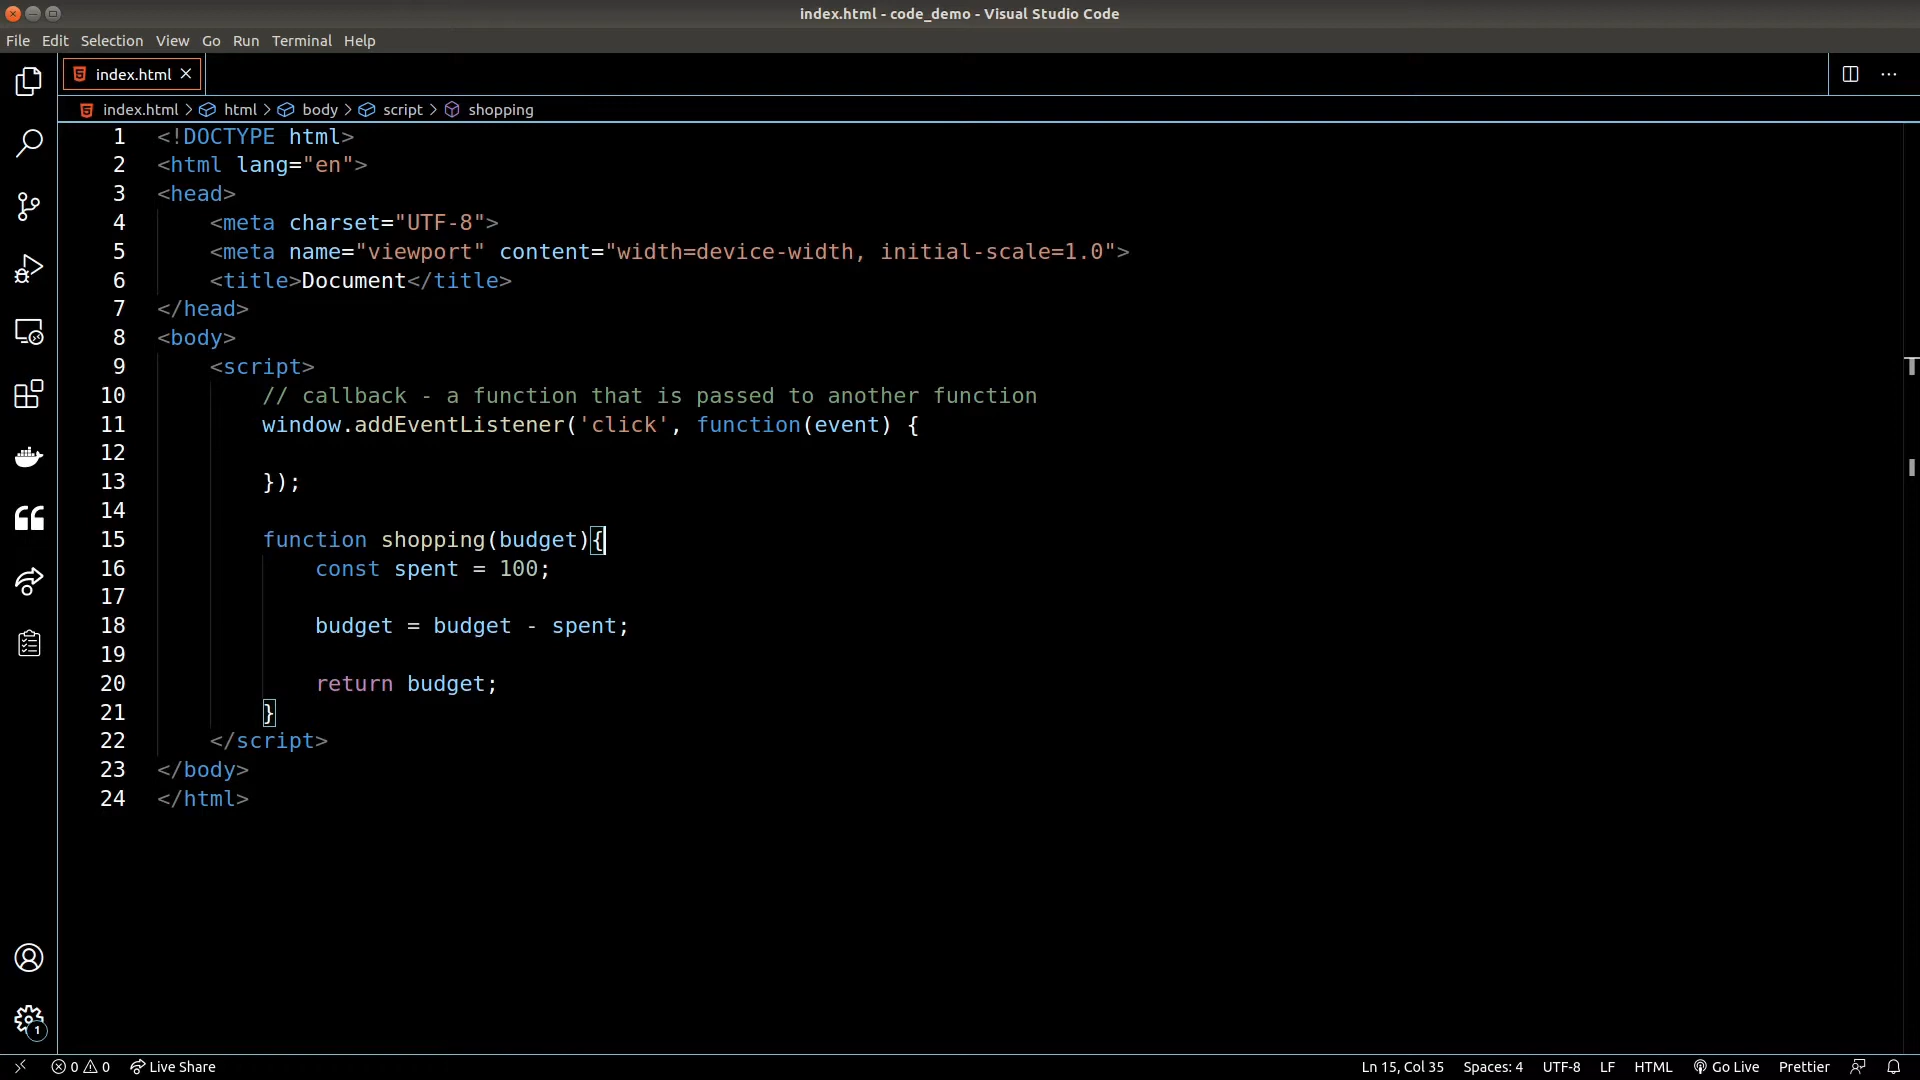 index.html - code_demo - Visual Studio Code
File Edit Selection View Go Run Terminal Help
index.html
index.html > html > body > script > shopping
1 <!DOCTYPE html>
2 <html lang="en">
3 <head>
4     <meta charset="UTF-8">
5     <meta name="viewport" content="width=device-width, initial-scale=1.0">
6     <title>Document</title>
7 </head>
8 <body>
9     <script>
10         // callback - a function that is passed to another function
11         window.addEventListener('click', function(event) {
12
13         });
14
15         function shopping(budget){
16             const spent = 100;
17
18             budget = budget - spent;
19
20             return budget;
21         }
22     </script>
23 </body>
24 </html>
1
0 0 Live Share Ln 15, Col 35 Spaces: 4 UTF-8 LF HTML Go Live Prettier